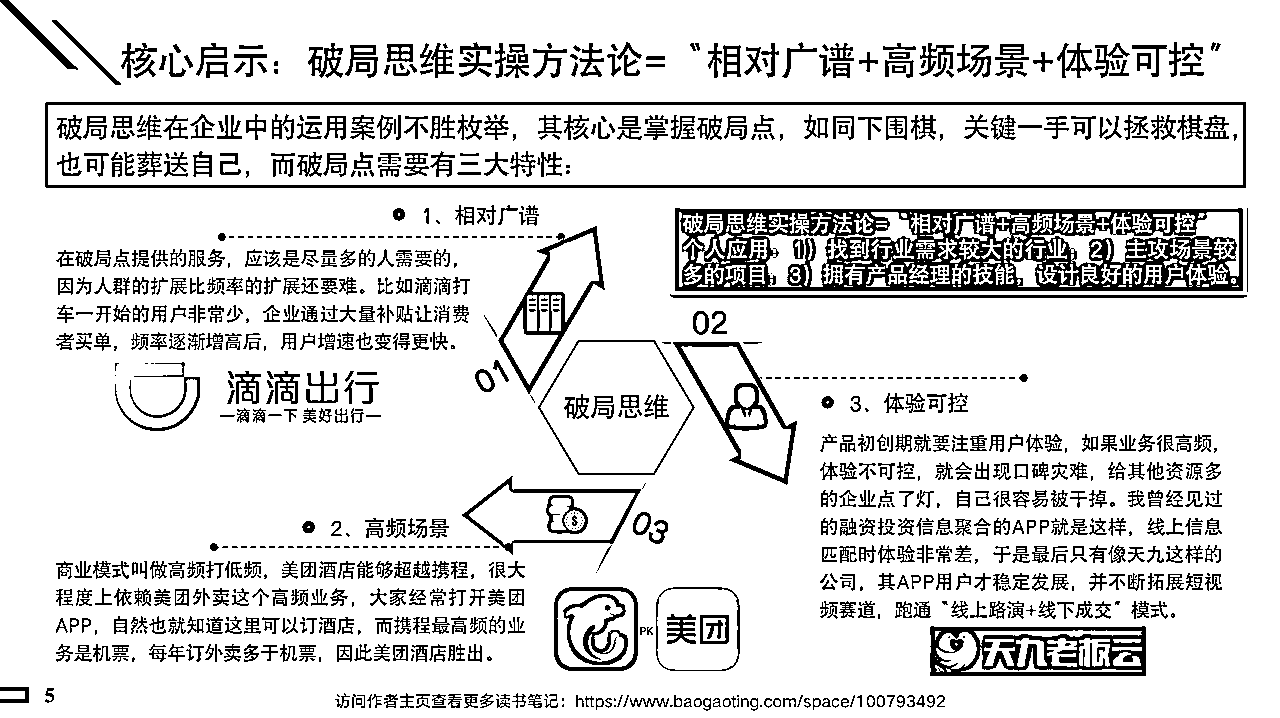 核心启示：破局思维实操方法论=“相对广谱+高频场景+体验可控”
破局思维在企业中的运用案例不胜枚举，其核心是掌握破局点，如同下围棋，关键一手可以拯救棋盘，
也可能葬送自己，而破局点需要有三大特性：
1、相对广谱
在破局点提供的服务，应该是尽量多的人需要的，
因为人群的扩展比频率的扩展还要难。比如滴滴打
车一开始的用户非常少，企业通过大量补贴让消费
者买单，频率逐渐增高后，用户增速也变得更快。
滴滴出行
—滴滴一下 美好出行—
破局思维实操方法论=“相对广谱+高频场景+体验可控”
个人应用：1）找到行业需求较大的行业；2）主攻场景较
多的项目；3）拥有产品经理的技能，设计良好的用户体验。
01
02
03
破局思维
3、体验可控
产品初创期就要注重用户体验，如果业务很高频，
体验不可控，就会出现口碑灾难，给其他资源多
的企业点了灯，自己很容易被干掉。我曾经见过
的融资投资信息聚合的APP就是这样，线上信息
匹配时体验非常差，于是最后只有像天九这样的
公司，其APP用户才稳定发展，并不断拓展短视
频赛道，跑通“线上路演+线下成交”模式。
天九老板云
2、高频场景
商业模式叫做高频打低频，美团酒店能够超越携程，很大
程度上依赖美团外卖这个高频业务，大家经常打开美团
APP，自然也就知道这里可以订酒店，而携程最高频的业
务是机票，每年订外卖多于机票，因此美团酒店胜出。
PK
美团
5
访问作者主页查看更多读书笔记：https://www.baogaoting.com/space/100793492